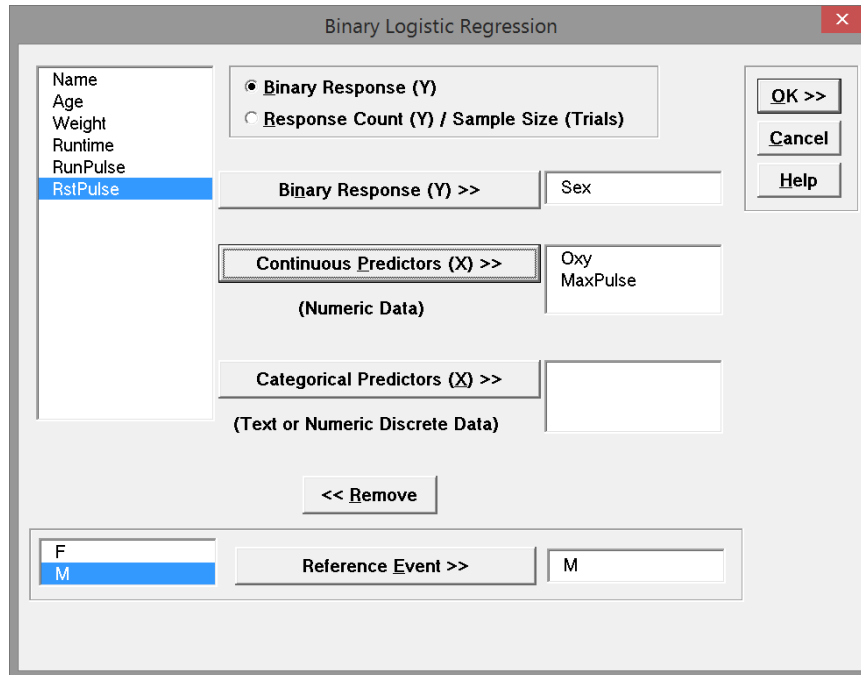 Binary Logistic Regression
Name
Age
Weight
Runtime
RunPulse
RstPulse
Binary Response (Y)
Response Count (Y) / Sample Size (Trials)
OK >>
Cancel
Help
Binary Response (Y) >>
Sex
Continuous Predictors (X) >>
Oxy
MaxPulse
(Numeric Data)
Categorical Predictors (X) >>
(Text or Numeric Discrete Data)
<< Remove
F
M
Reference Event >>
M